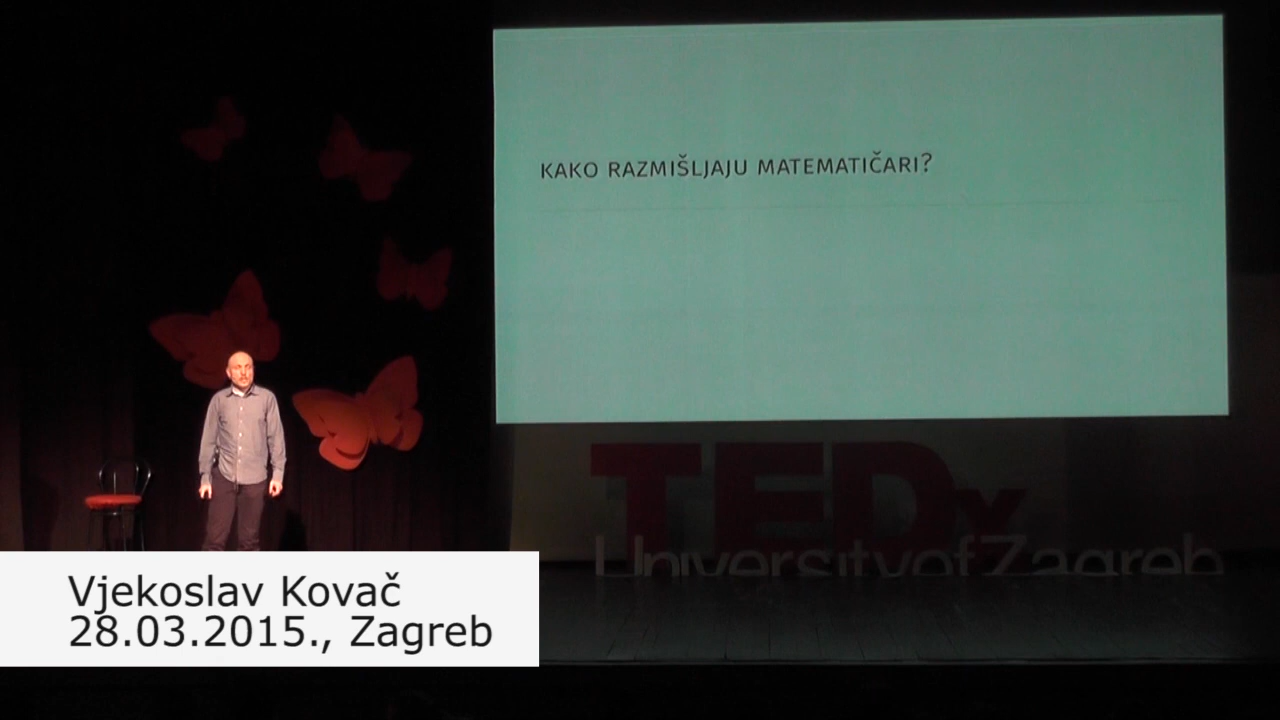 KAKO RAZMIŠLJAJU MATEMATIČARI?
TEDx
UniversityofZagreb
Vjekoslav Kovač
28.03.2015., Zagreb